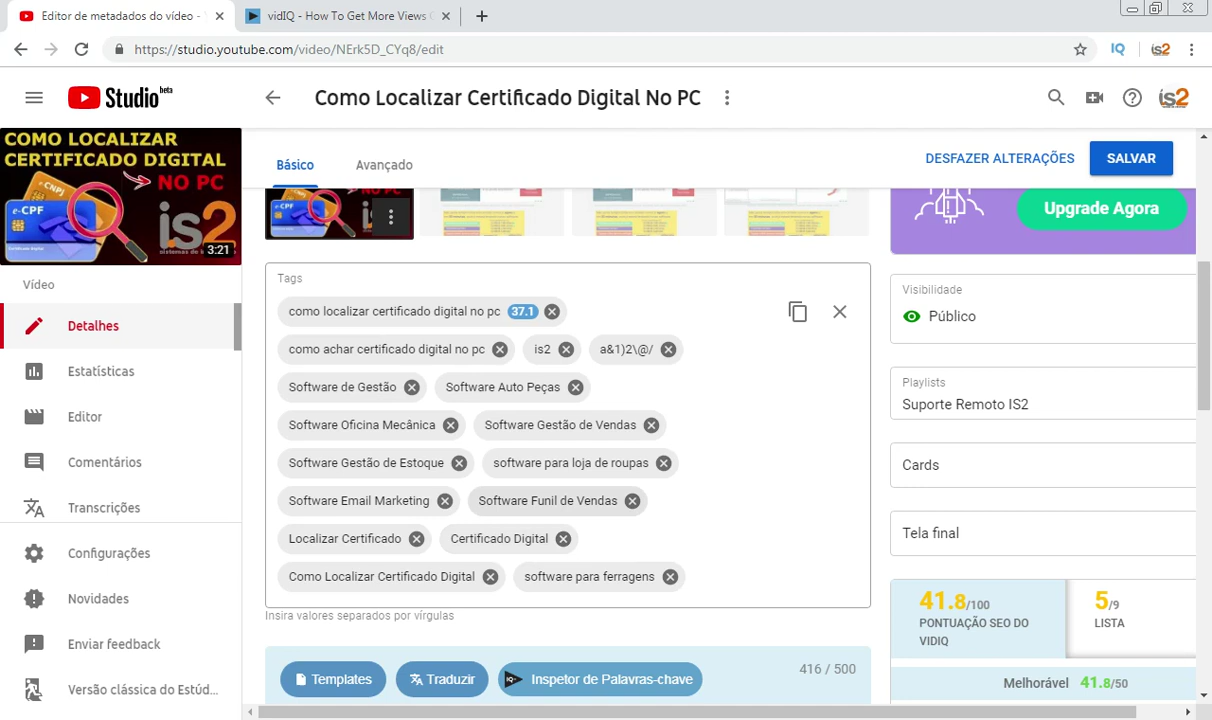 Editor de metadados do vídeo -
vidIQ - How To Get More Views
https://studio.youtube.com/video/NErk5D_CYq8/edit
IQ
is2
Studio beta
Como Localizar Certificado Digital No PC
is2
COMO LOCALIZAR
CERTIFICADO DIGITAL
NO PC
e-CNPJ
e-CPF
is2
sistemas de
Certificado digital
3:21
Básico
Avançado
DESFAZER ALTERAÇÕES
SALVAR
NO PC
e-CPF
Upgrade Agora
Vídeo
Detalhes
Estatísticas
Editor
Comentários
Transcrições
Configurações
Novidades
Enviar feedback
Versão clássica do Estúd...
Tags
como localizar certificado digital no pc 37.1
como achar certificado digital no pc is2 a&1)2\@/
Software de Gestão Software Auto Peças
Software Oficina Mecânica Software Gestão de Vendas
Software Gestão de Estoque software para loja de roupas
Software Email Marketing Software Funil de Vendas
Localizar Certificado Certificado Digital
Como Localizar Certificado Digital software para ferragens
Insira valores separados por vírgulas
Templates
Traduzir
IQ Inspetor de Palavras-chave
416 / 500
Visibilidade
Público
Playlists
Suporte Remoto IS2
Cards
Tela final
41.8/100
PONTUAÇÃO SEO DO
VIDIQ
5/9
LISTA
Melhorável 41.8/50